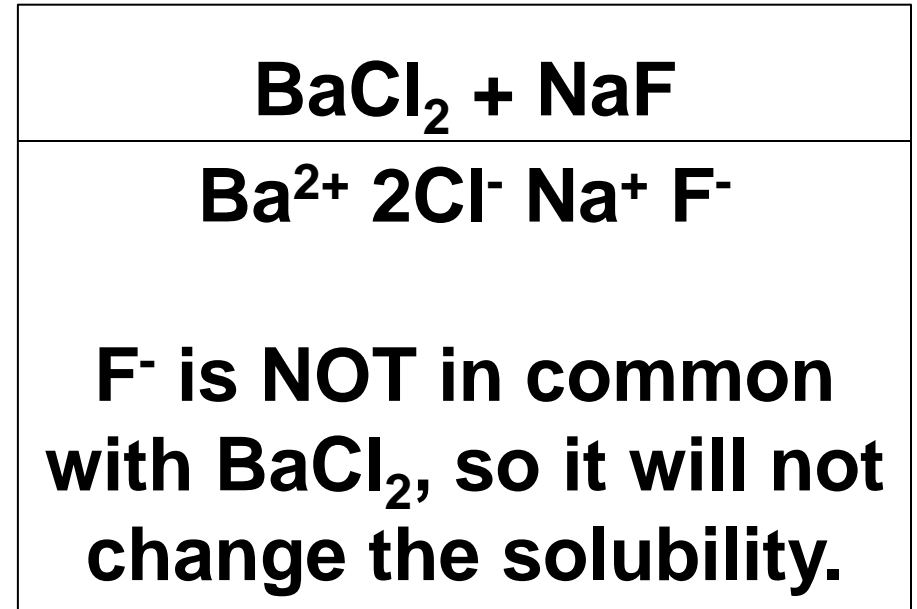 BaCl₂ + NaF
Ba²⁺ 2Cl⁻ Na⁺ F⁻
F⁻ is NOT in common
with BaCl₂, so it will not
change the solubility.